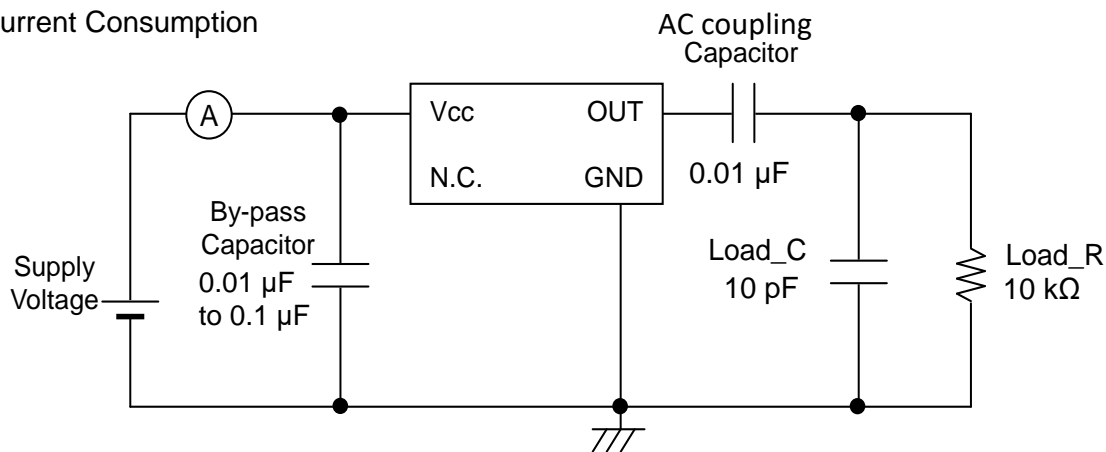 urrent Consumption
AC coupling
Capacitor
A
Vcc
OUT
N.C.
GND
0.01 µF
By-pass
Capacitor
0.01 µF
to 0.1 µF
Supply
Voltage
Load_C
10 pF
Load_R
10 kΩ